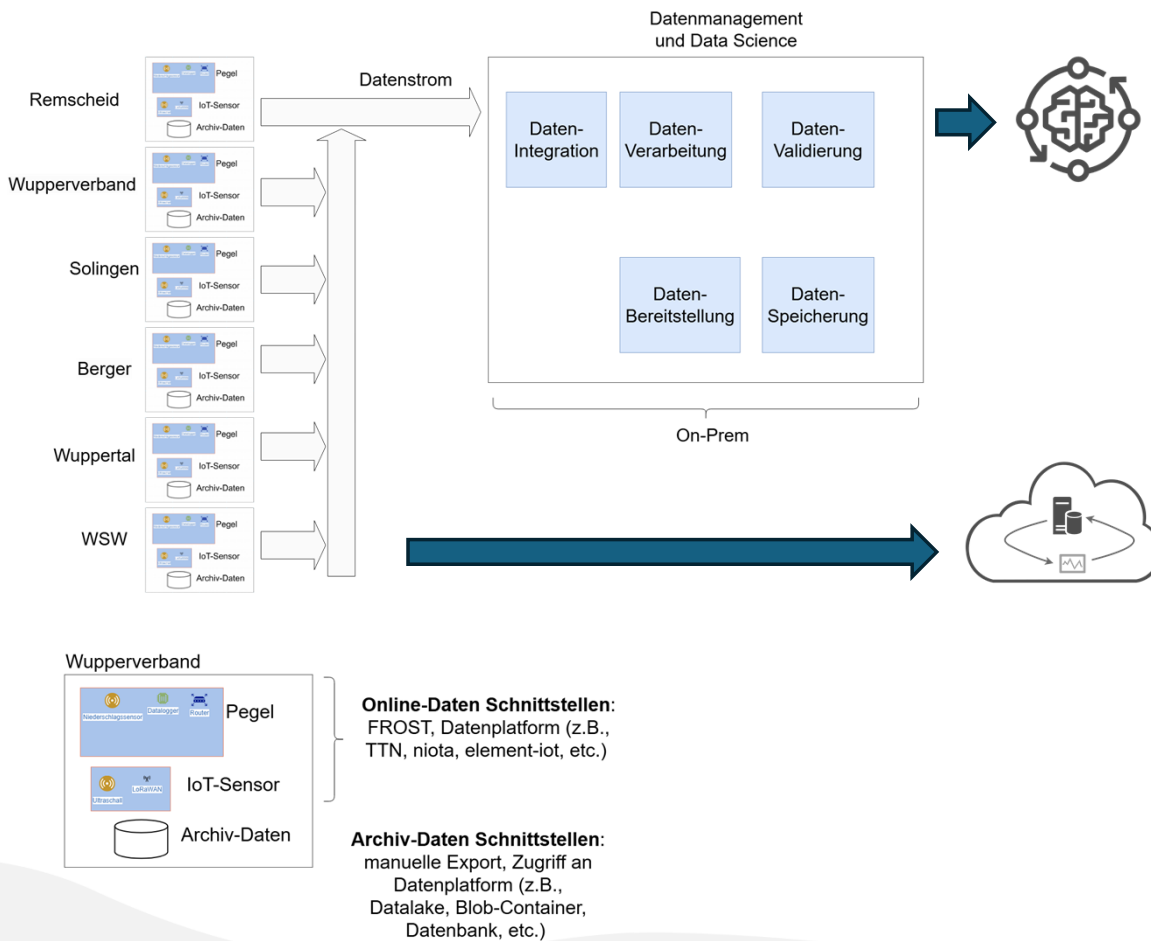 Datenmanagement
und Data Science
Datenstrom
Remscheid
Pegel
IoT-Sensor
Archiv-Daten
Wupperverband
Pegel
IoT-Sensor
Archiv-Daten
Solingen
Pegel
IoT-Sensor
Archiv-Daten
Berger
Pegel
IoT-Sensor
Archiv-Daten
Wuppertal
Pegel
IoT-Sensor
Archiv-Daten
WSW
Pegel
IoT-Sensor
Archiv-Daten
Daten-
Integration
Daten-
Verarbeitung
Daten-
Validierung
Daten-
Bereitstellung
Daten-
Speicherung
On-Prem
Wupperverband
Niederschlagssensor
Datalogger
Router
Pegel
Ultraschall
LoRaWAN
IoT-Sensor
Archiv-Daten
Online-Daten Schnittstellen:
FROST, Datenplatform (z.B.,
TTN, niota, element-iot, etc.)
Archiv-Daten Schnittstellen:
manuelle Export, Zugriff an
Datenplatform (z.B.,
Datalake, Blob-Container,
Datenbank, etc.)